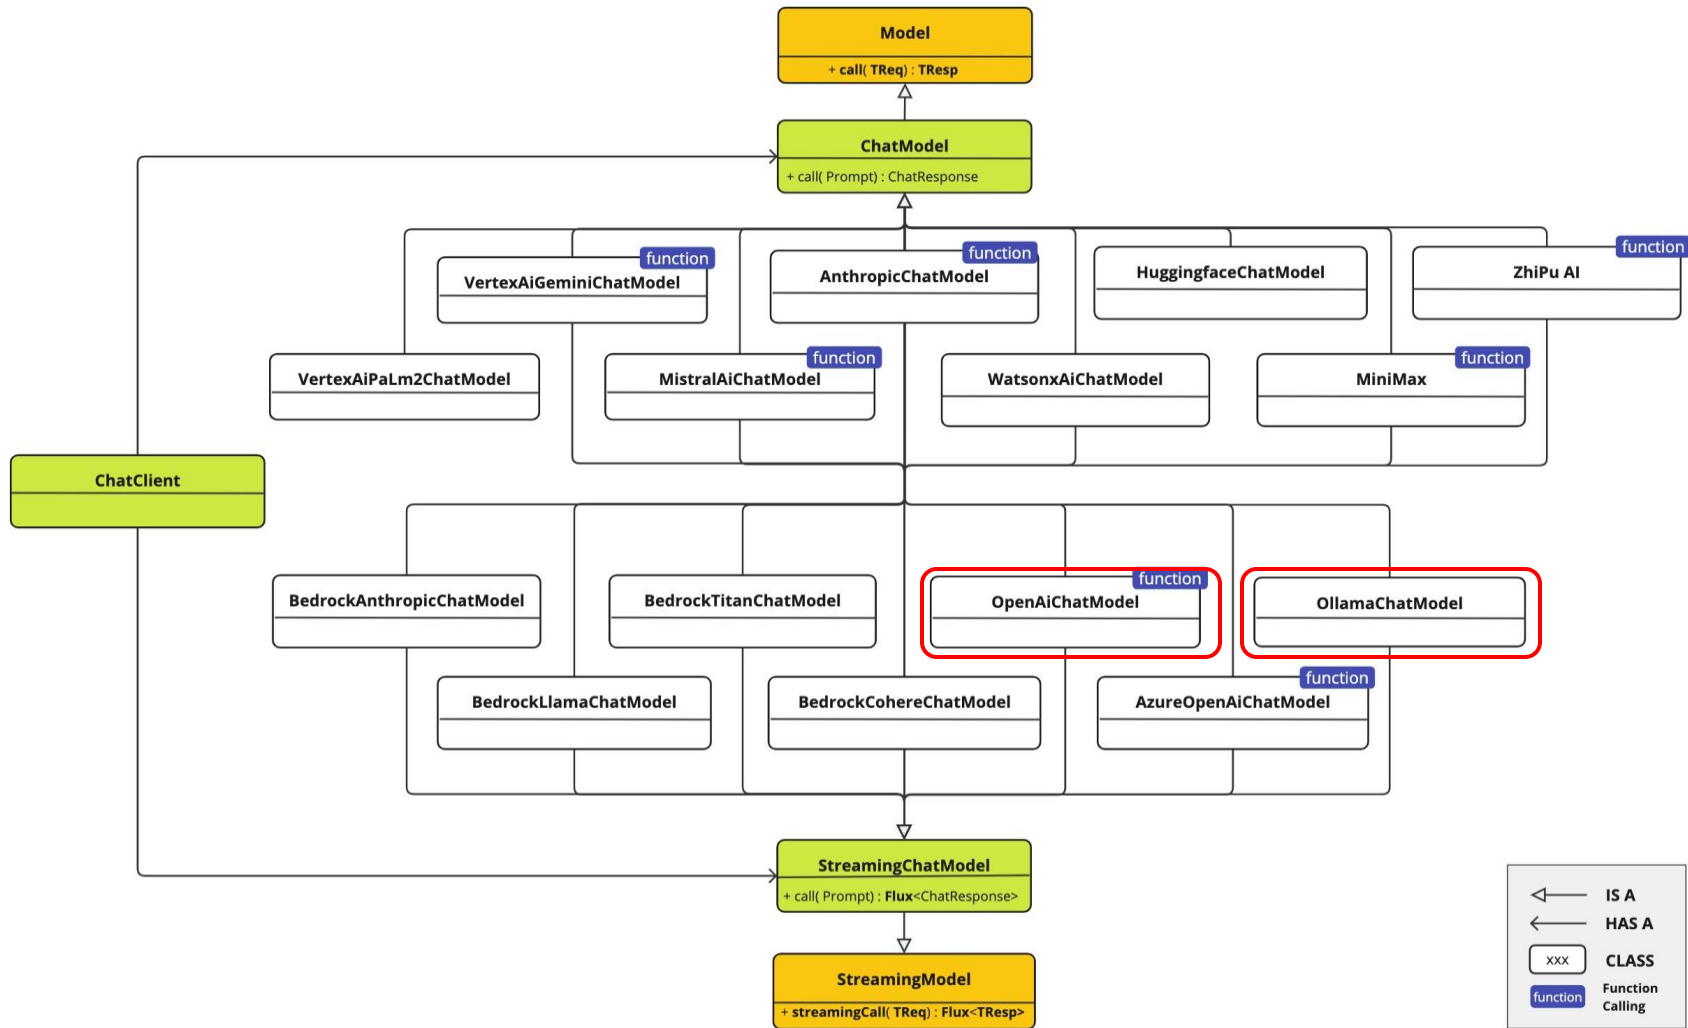 Model
+ call( TReq) : TResp
ChatModel
+ call( Prompt) : ChatResponse
function
VertexAiGeminiChatModel
function
AnthropicChatModel
HuggingfaceChatModel
function
ZhiPu AI
VertexAiPaLm2ChatModel
function
MistralAiChatModel
WatsonxAiChatModel
function
MiniMax
ChatClient
BedrockAnthropicChatModel
BedrockTitanChatModel
function
OpenAiChatModel
OllamaChatModel
BedrockLlamaChatModel
BedrockCohereChatModel
function
AzureOpenAiChatModel
StreamingChatModel
+ call( Prompt) : Flux<ChatResponse>
StreamingModel
+ streamingCall( TReq) : Flux<TResp>
IS A
HAS A
xxx
CLASS
function
Function
Calling